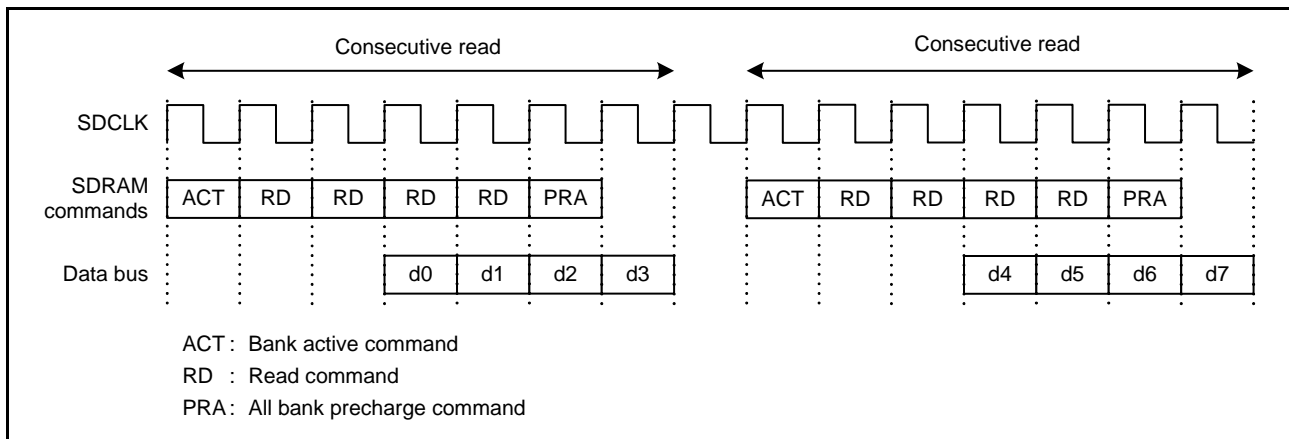 Consecutive read Consecutive read
SDCLK
SDRAM
commands
ACT RD RD RD RD PRA ACT RD RD RD RD PRA
Data bus d0 d1 d2 d3 d4 d5 d6 d7
ACT : Bank active command
RD : Read command
PRA : All bank precharge command